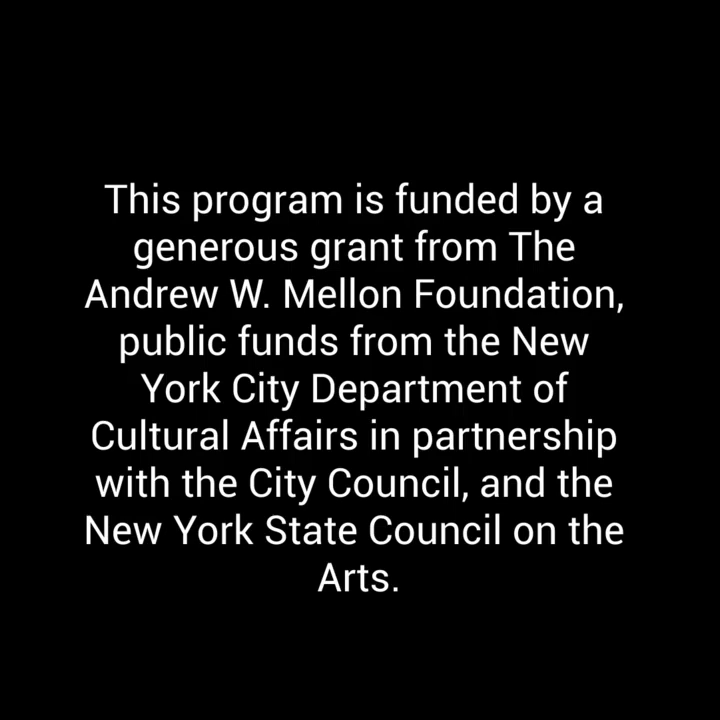 This program is funded by a
generous grant from The
Andrew W. Mellon Foundation,
public funds from the New
York City Department of
Cultural Affairs in partnership
with the City Council, and the
New York State Council on the
Arts.